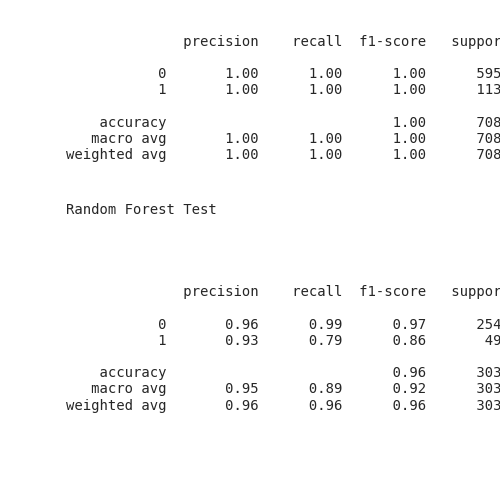 precision recall f1-score suppor
0 1.00 1.00 1.00 595
1 1.00 1.00 1.00 113
accuracy 1.00 708
macro avg 1.00 1.00 1.00 708
weighted avg 1.00 1.00 1.00 708
Random Forest Test
precision recall f1-score suppor
0 0.96 0.99 0.97 254
1 0.93 0.79 0.86 49
accuracy 0.96 303
macro avg 0.95 0.89 0.92 303
weighted avg 0.96 0.96 0.96 303